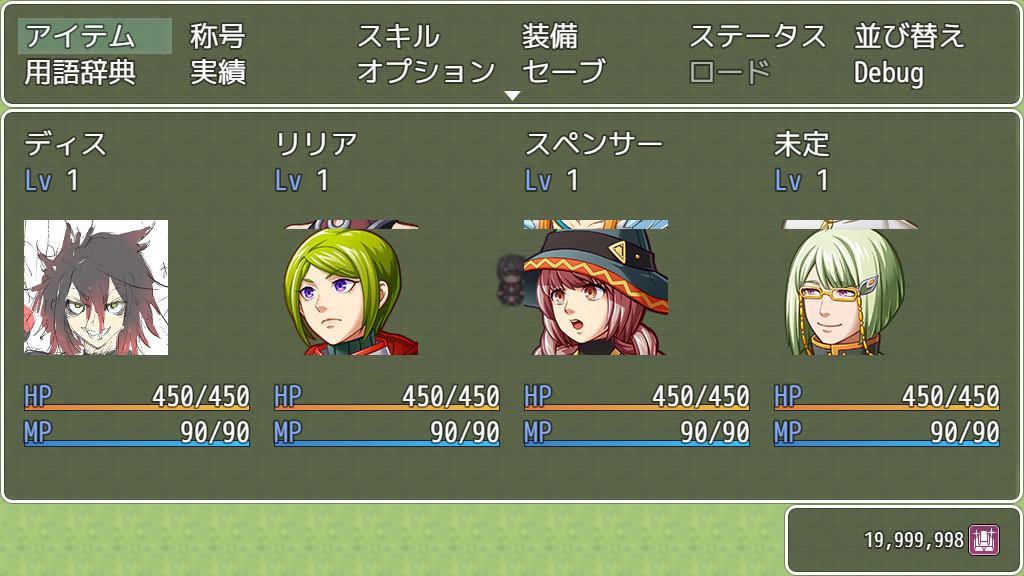 アイテム 称号 スキル 装備 ステータス 並び替え
用語辞典 実績 オプション セーブ ロード Debug
ディス リリア スペンサー 未定
Lv 1 Lv 1 Lv 1 Lv 1
HP 450/450 HP 450/450 HP 450/450 HP 450/450
MP 90/90 MP 90/90 MP 90/90 MP 90/90
19,999,998